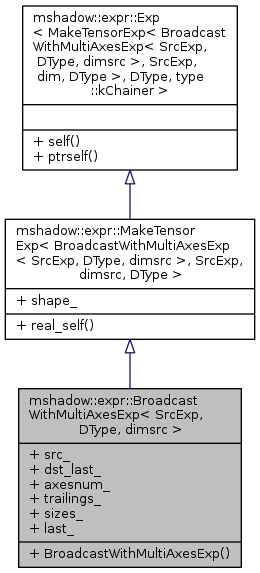 mshadow::expr::Exp
< MakeTensorExp< Broadcast
WithMultiAxesExp< SrcExp,
DType, dimsrc >, SrcExp,
dim, DType >, DType, type
::kChainer >
+ self()
+ ptrself()
mshadow::expr::MakeTensor
Exp< BroadcastWithMultiAxesExp
< SrcExp, DType, dimsrc >, SrcExp,
dimsrc, DType >
+ shape_
+ real_self()
mshadow::expr::Broadcast
WithMultiAxesExp< SrcExp,
DType, dimsrc >
+ src_
+ dst_last_
+ axesnum_
+ trailings_
+ sizes_
+ last_
+ BroadcastWithMultiAxesExp()